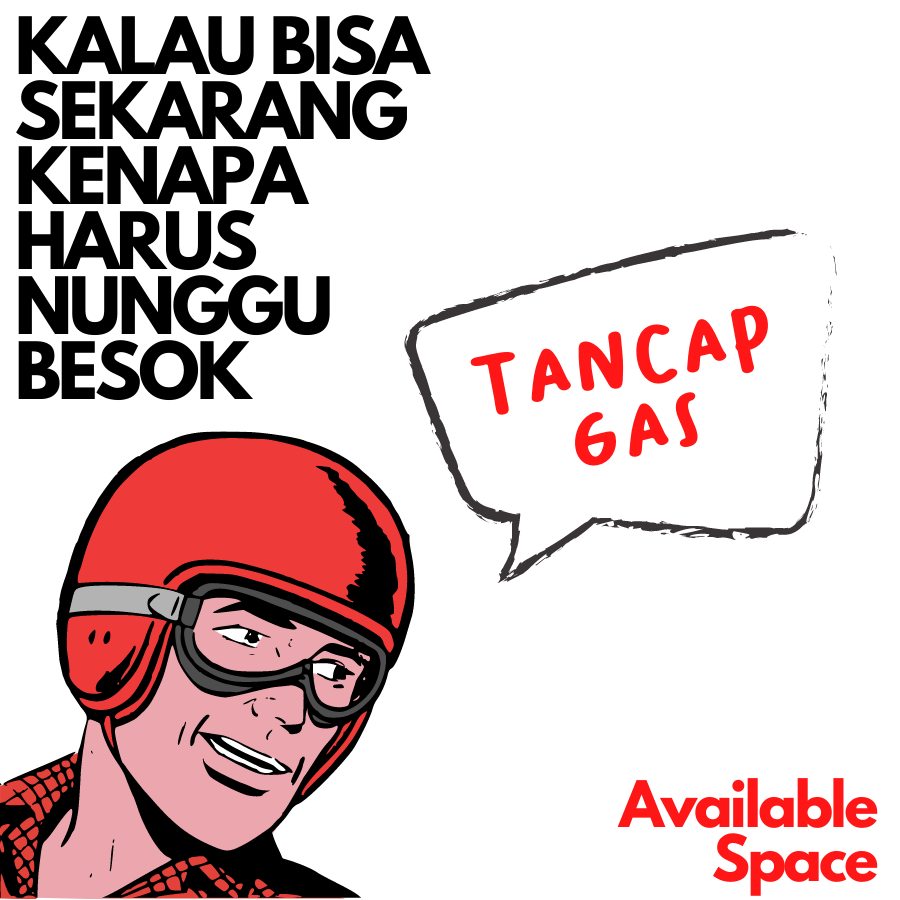 KALAU BISA
SEKARANG
KENAPA
HARUS
NUNGGU
BESOK
TANCAP
GAS
Available
Space